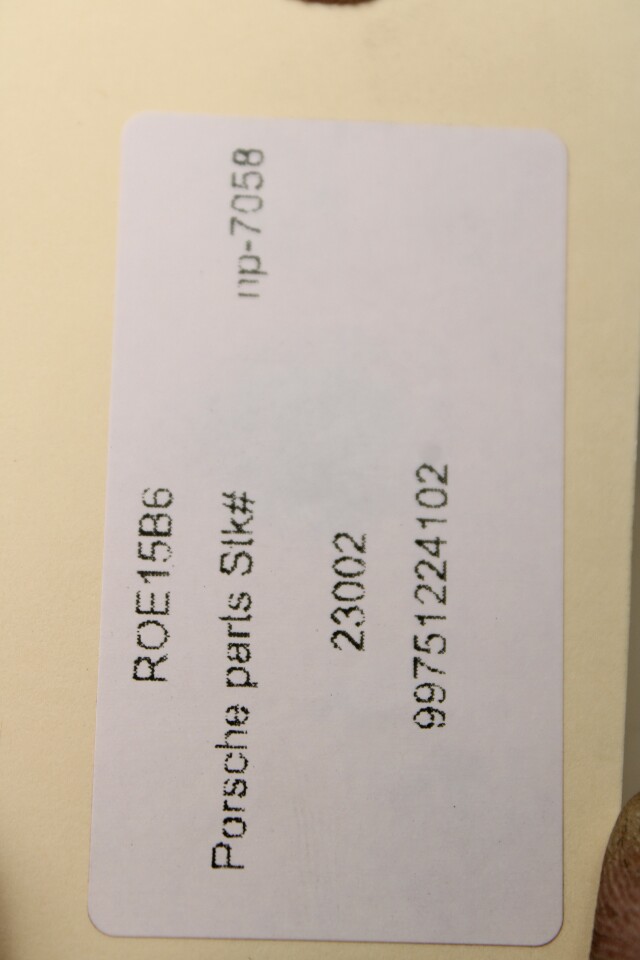 ROE15B6
Porsche parts Stk# np-7058
23002
99751224102